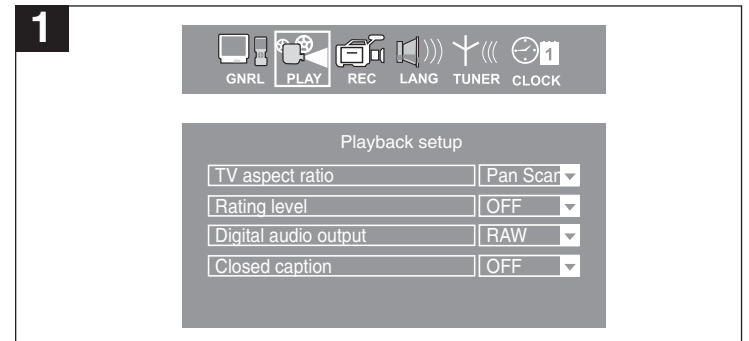 1
GNRL PLAY REC LANG TUNER CLOCK
1
Playback setup
TV aspect ratio Pan Scan
Rating level OFF
Digital audio output RAW
Closed caption OFF